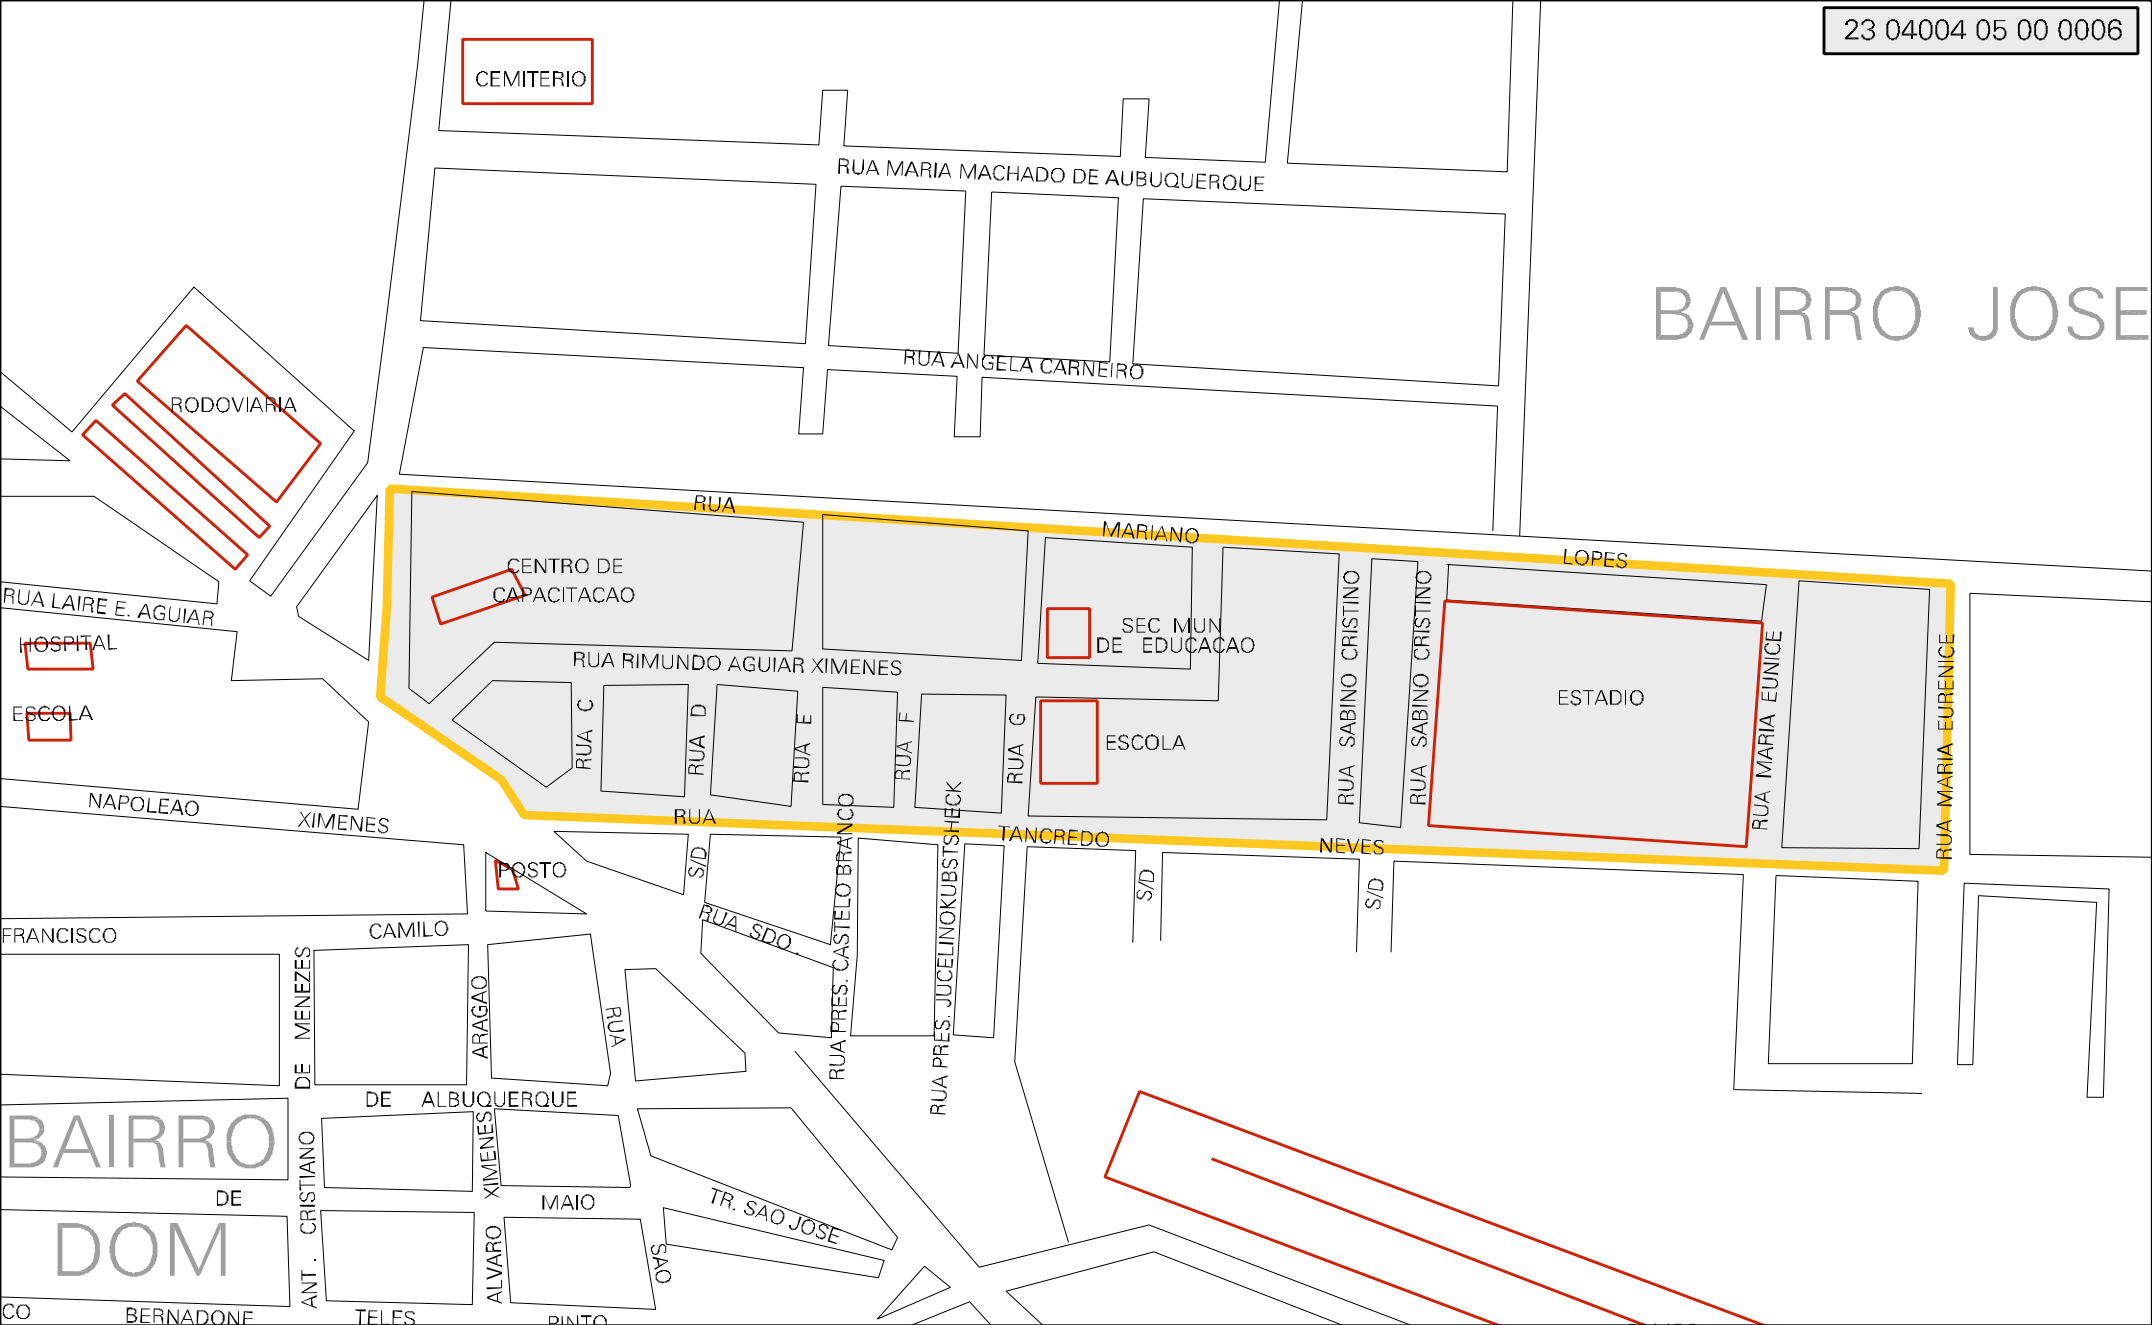 23 04004 05 00 0006
CEMITERIO
RUA MARIA MACHADO DE AUBUQUERQUE
BAIRRO JOSE
RUA ANGELA CARNEIRO
RODOVIARIA
RUA MARIANO LOPES
CENTRO DE
CAPACITACAO
SEC MUN
DE EDUCACAO
RUA LAIRE E. AGUIAR
HOSPITAL
RUA RIMUNDO AGUIAR XIMENES
RUA SABINO CRISTINO
RUA SABINO CRISTINO
ESTADIO
RUA MARIA EUNICE
RUA MARIA EURENICE
ESCOLA
RUA C
RUA D
RUA E
RUA F
RUA G
ESCOLA
NAPOLEAO XIMENES
RUA TANCREDO NEVES
POSTO
S/D
S/D
S/D
RUA SDO .
RUA PRES. CASTELO BRANCO
RUA PRES. JUCELINOKUBSTSHECK
FRANCISCO CAMILO
DE MENEZES
ARAGAO
RUA
DE ALBUQUERQUE
BAIRRO
DOM
ANT . CRISTIANO
XIMENES
ALVARO
DE MAIO
TR. SAO JOSE
SAO
CO BERNADONE TELES PINTO